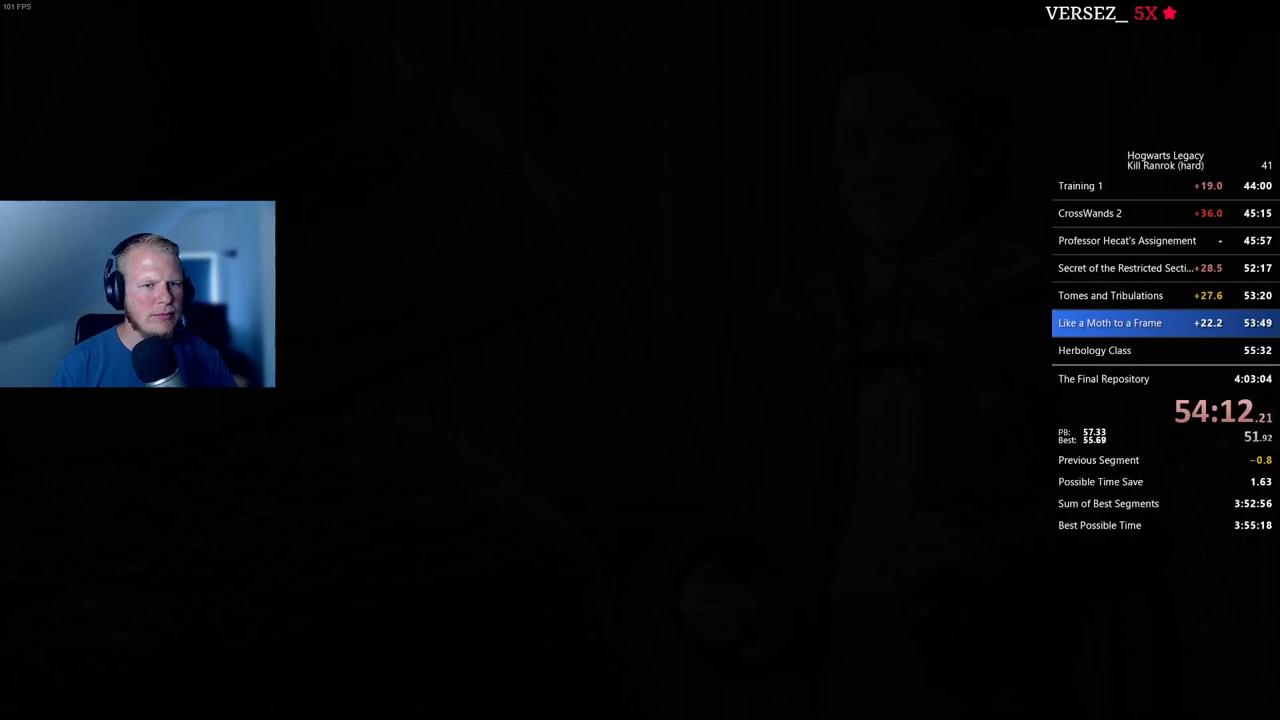 101 FPS
VERSEZ_ 5X
Hogwarts Legacy
Kill Ranrok (hard) 41
Training 1 +19.0 44:00
CrossWands 2 +36.0 45:15
Professor Hecat's Assignement - 45:57
Secret of the Restricted Secti... +28.5 52:17
Tomes and Tribulations +27.6 53:20
Like a Moth to a Frame +22.2 53:49
Herbology Class 55:32
The Final Repository 4:03:04
54:12.21
PB: 57.33 51.92
Best: 55.69
Previous Segment −0.8
Possible Time Save 1.63
Sum of Best Segments 3:52:56
Best Possible Time 3:55:18